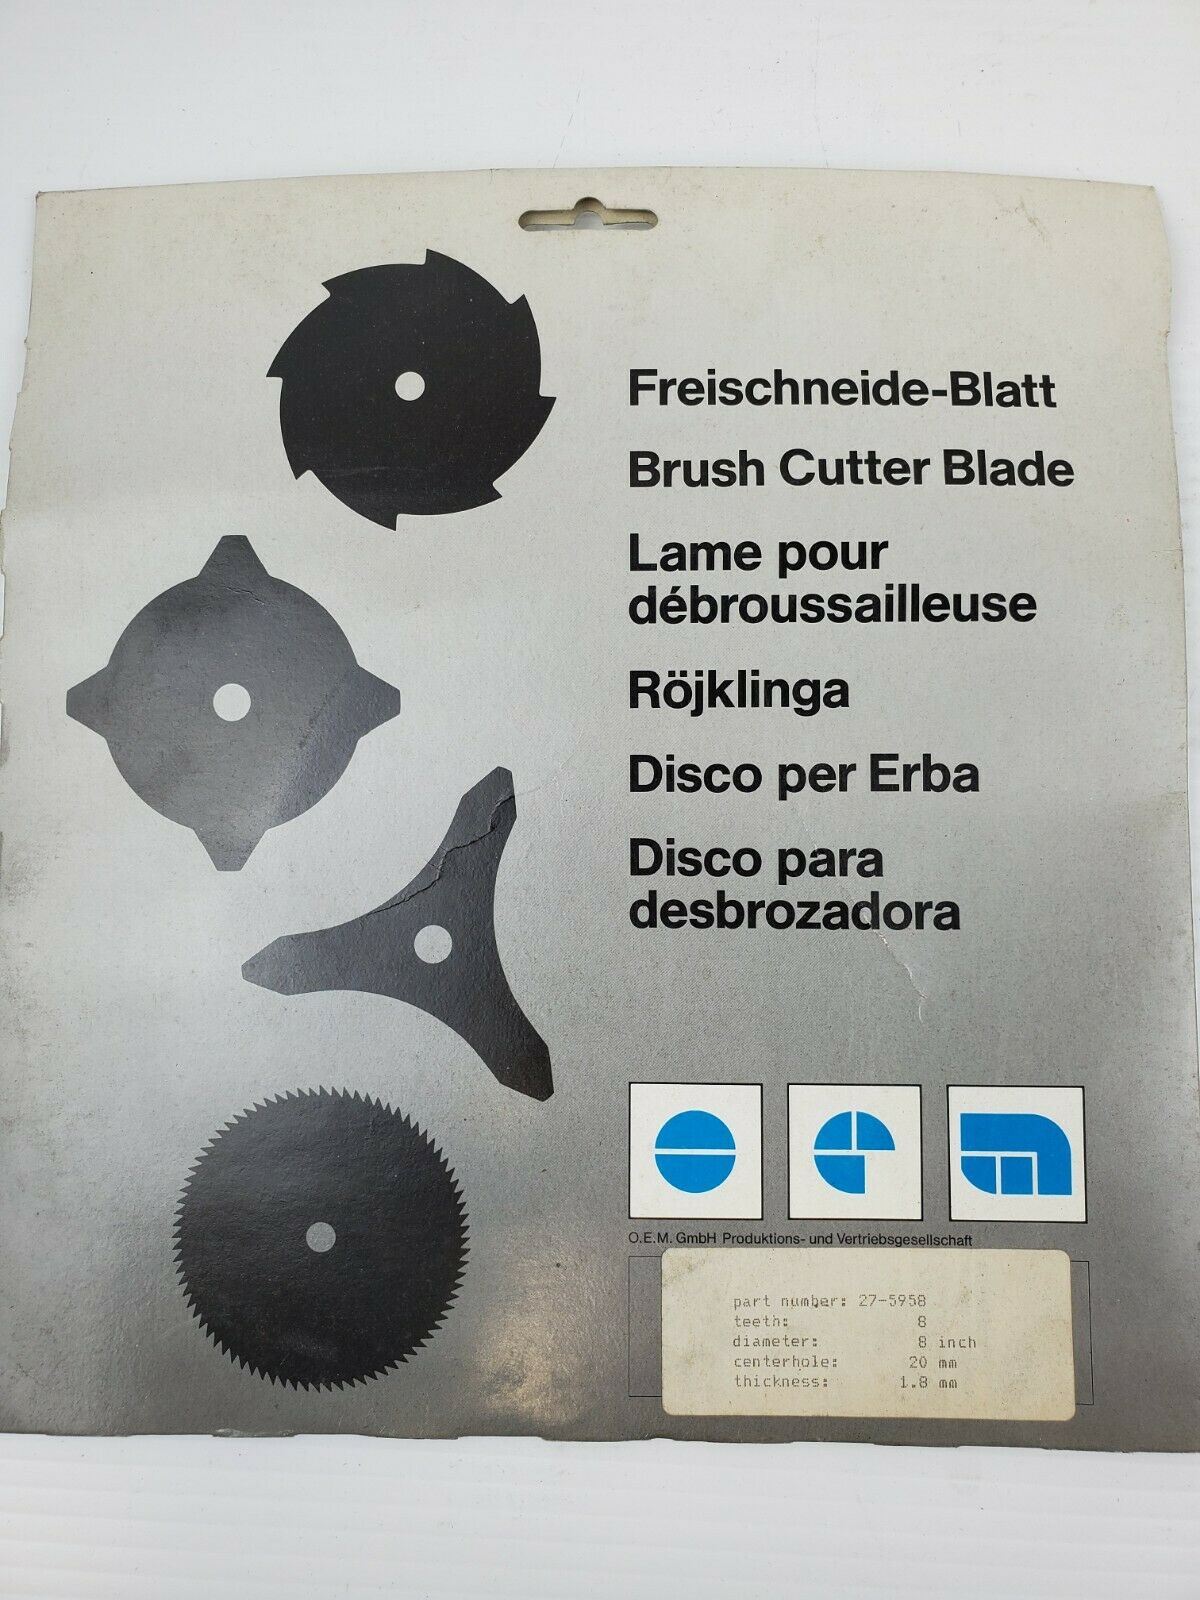 Freischneide-Blatt
Brush Cutter Blade
Lame pour
débroussailleuse
Röjklinga
Disco per Erba
Disco para
desbrozadora
oem
O.E.M. GmbH Produktions- und Vertriebsgesellschaft
part number: 27-5958
teeth: 8
diameter: 8 inch
centerhole: 20 mm
thickness: 1.8 mm